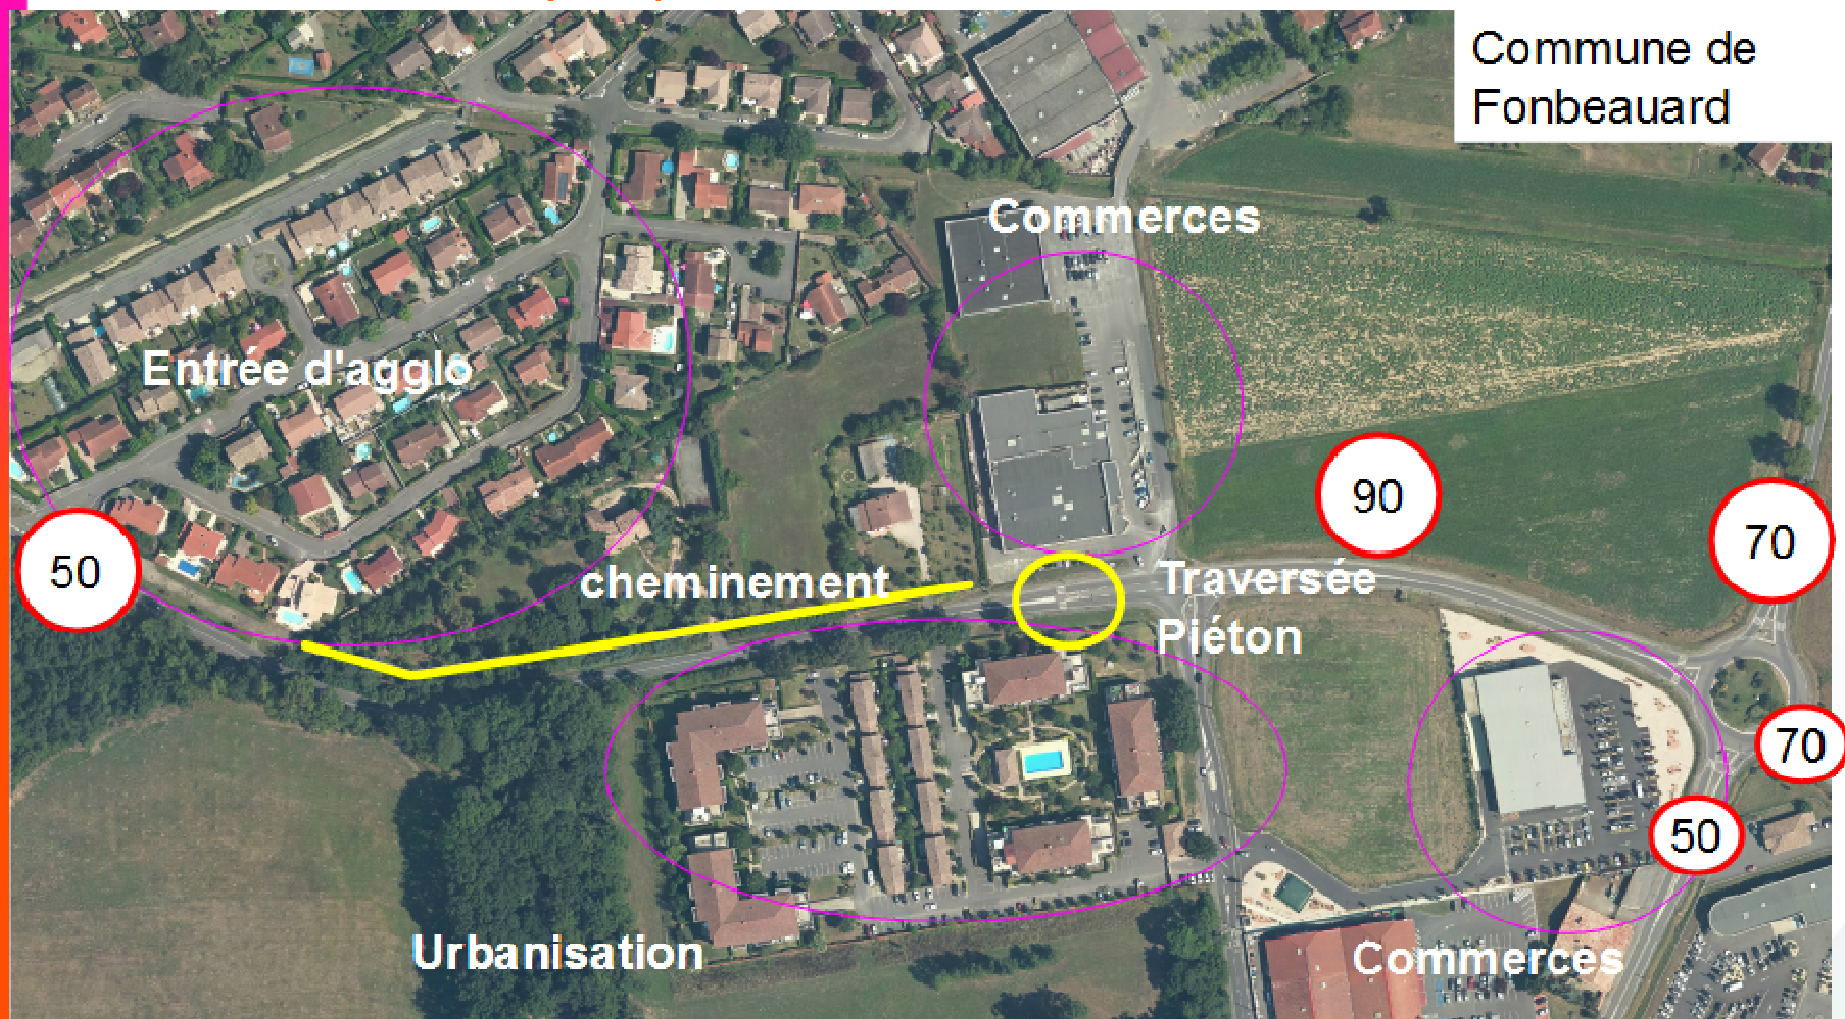 Commune de
Fonbeauard
Commerces
Entrée d'agglo
90
70
50
cheminement
Traversée
Piéton
70
50
Urbanisation
Commerces